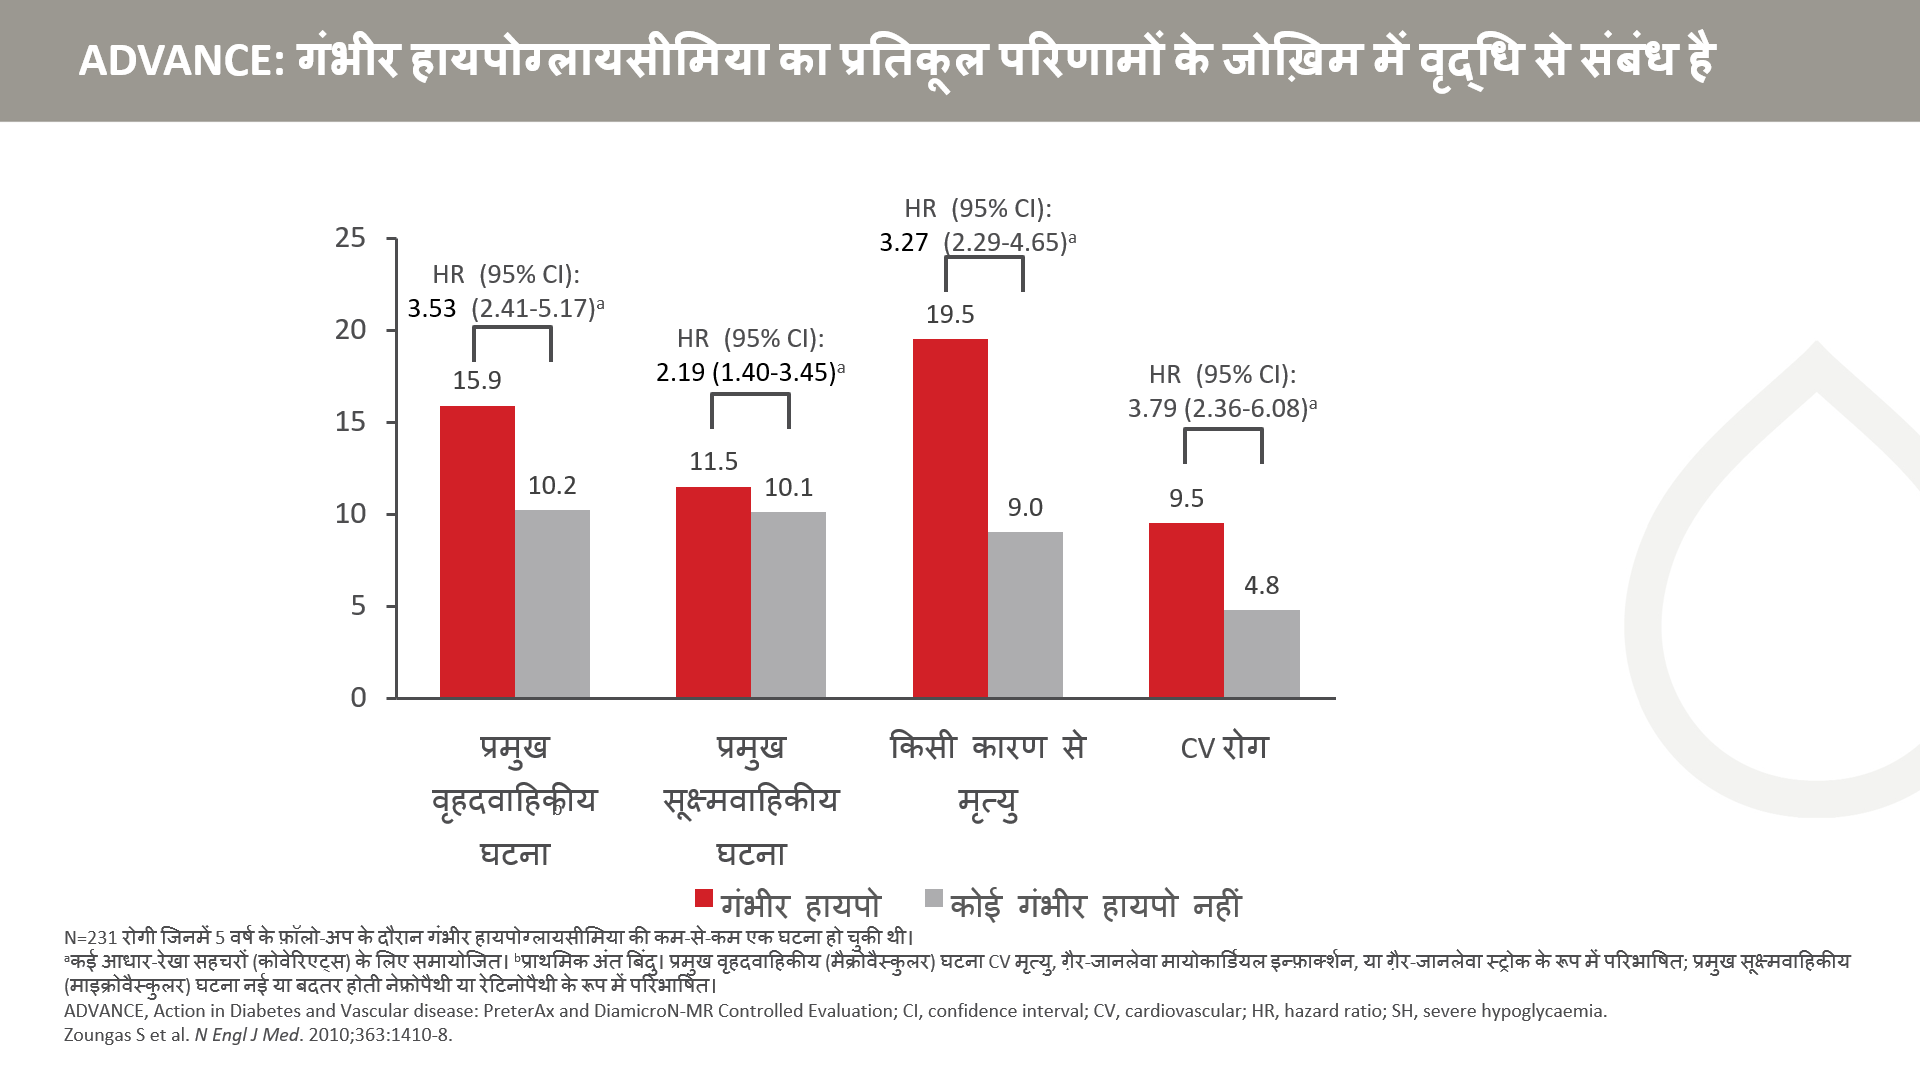 ADVANCE: गंभीर हायपोग्लायसीमिया का प्रतिकूल परिणामों के जोख़िम में वृद्धि से संबंध है
HR (95% CI):
3.27 (2.29-4.65)ᵃ
25
HR (95% CI):
3.53 (2.41-5.17)ᵃ
19.5
20
HR (95% CI):
2.19 (1.40-3.45)ᵃ
15.9
HR (95% CI):
3.79 (2.36-6.08)ᵃ
15
11.5
10.2
10.1
9.5
9.0
10
4.8
5
0
प्रमुख
वृहदवाहिकीय
घटना
b
प्रमुख
सूक्ष्मवाहिकीय
घटना
किसी कारण से
मृत्यु
CV रोग
गंभीर हायपो
कोई गंभीर हायपो नहीं
N=231 रोगी जिनमें 5 वर्ष के फ़ॉलो-अप के दौरान गंभीर हायपोग्लायसीमिया की कम-से-कम एक घटना हो चुकी थी।
ᵃकई आधार-रेखा सहचरों (कोवेरिएट्स) के लिए समायोजित। ᵇप्राथमिक अंत बिंदु। प्रमुख वृहदवाहिकीय (मैक्रोवैस्कुलर) घटना CV मृत्यु, ग़ैर-जानलेवा मायोकार्डियल इन्फ़ार्क्शन, या ग़ैर-जानलेवा स्ट्रोक के रूप में परिभाषित; प्रमुख सूक्ष्मवाहिकीय
(माइक्रोवैस्कुलर) घटना नई या बदतर होती नेफ्रोपैथी या रेटिनोपैथी के रूप में परिभाषित।
ADVANCE, Action in Diabetes and Vascular disease: PreterAx and DiamicroN-MR Controlled Evaluation; CI, confidence interval; CV, cardiovascular; HR, hazard ratio; SH, severe hypoglycaemia.
Zoungas S et al. N Engl J Med. 2010;363:1410-8.